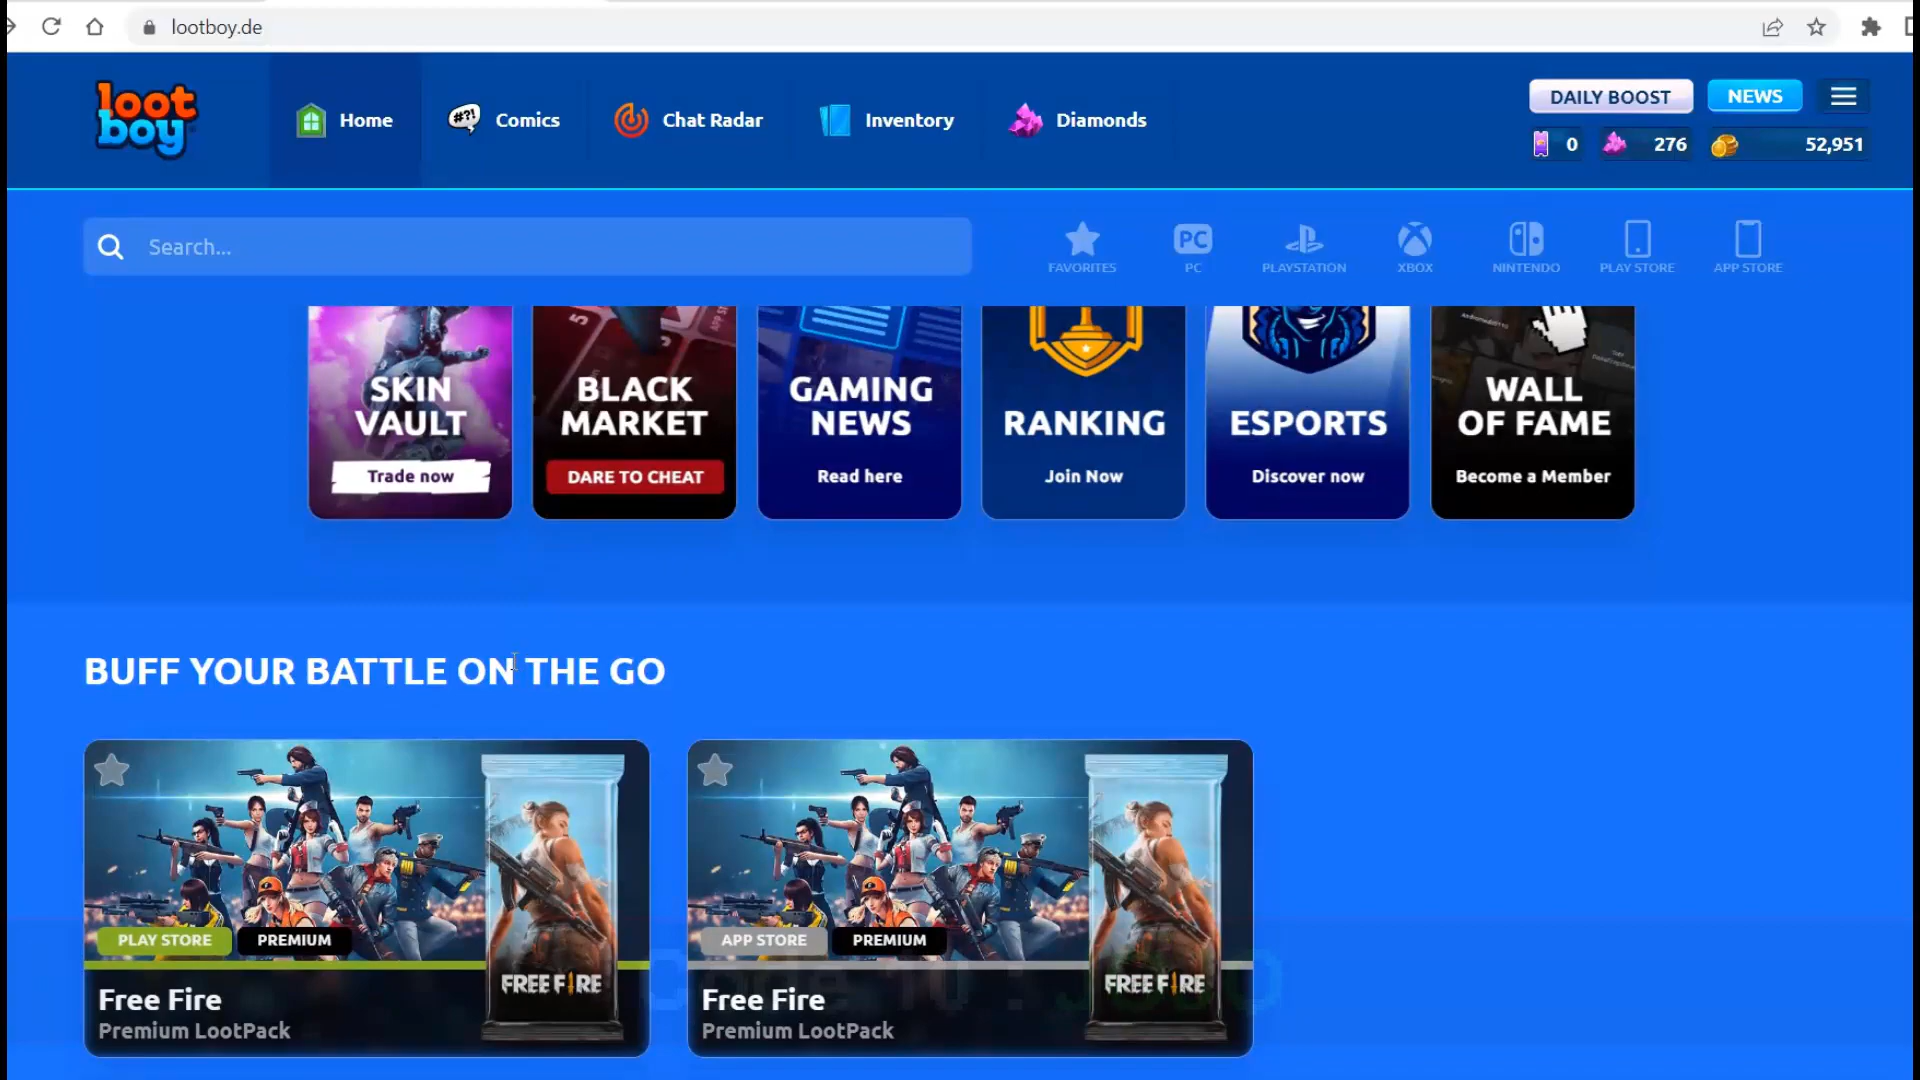 lootboy.de
loot
boy
Home
#?!
Comics
Chat Radar
Inventory
Diamonds
DAILY BOOST
NEWS
0
276
52,951
Search...
FAVORITES
PC
PC
PLAYSTATION
XBOX
NINTENDO
PLAY STORE
APP STORE
SKIN
VAULT
Trade now
BLACK
MARKET
DARE TO CHEAT
GAMING
NEWS
Read here
RANKING
Join Now
ESPORTS
Discover now
WALL
OF FAME
Become a Member
BUFF YOUR BATTLE ON THE GO
PLAY STORE
PREMIUM
FREE FIRE
Free Fire
Premium LootPack
APP STORE
PREMIUM
FREE FIRE
Free Fire
Premium LootPack